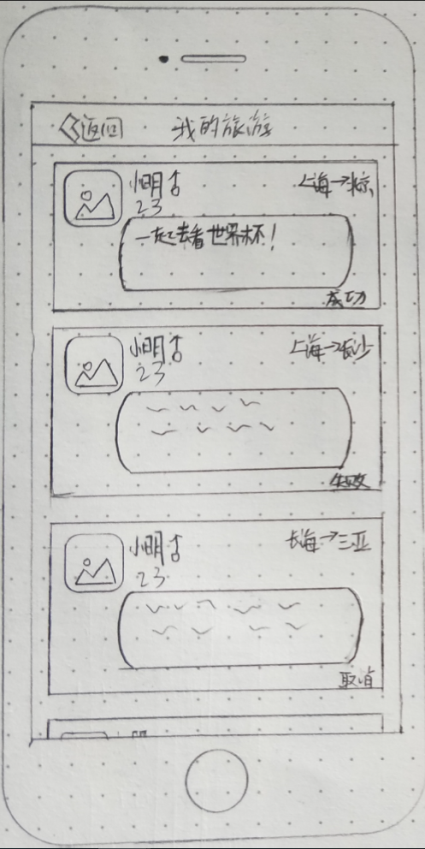 返回 我的旅游
小明 ♂ 上海→北京
23
一起去看世界杯！
成功
小明 ♂ 上海→长沙
23
失败
小明 ♂ 上海→三亚
23
取消